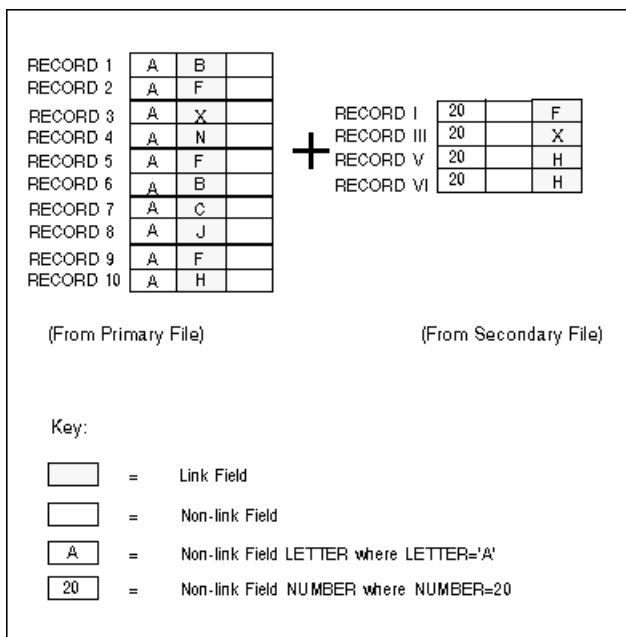 RECORD 1 A B
RECORD 2 A F
RECORD 3 A X
RECORD 4 A N
RECORD 5 A F
RECORD 6 A B
RECORD 7 A C
RECORD 8 A J
RECORD 9 A F
RECORD 10 A H
+
RECORD I 20 F
RECORD III 20 X
RECORD V 20 H
RECORD VI 20 H
(From Primary File)
(From Secondary File)
Key:
= Link Field
= Non-link Field
A = Non-link Field LETTER where LETTER='A'
20 = Non-link Field NUMBER where NUMBER=20